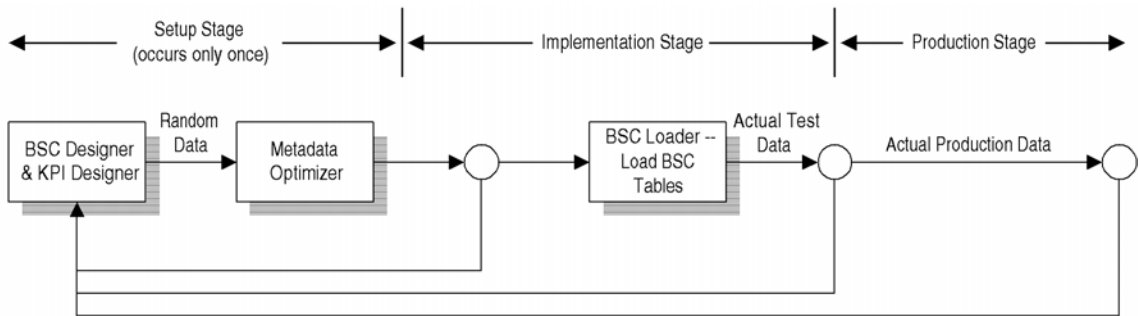 Setup Stage
(occurs only once)
Implementation Stage
Production Stage
BSC Designer
& KPI Designer
Random
Data
Metadata
Optimizer
BSC Loader --
Load BSC
Tables
Actual Test
Data
Actual Production Data